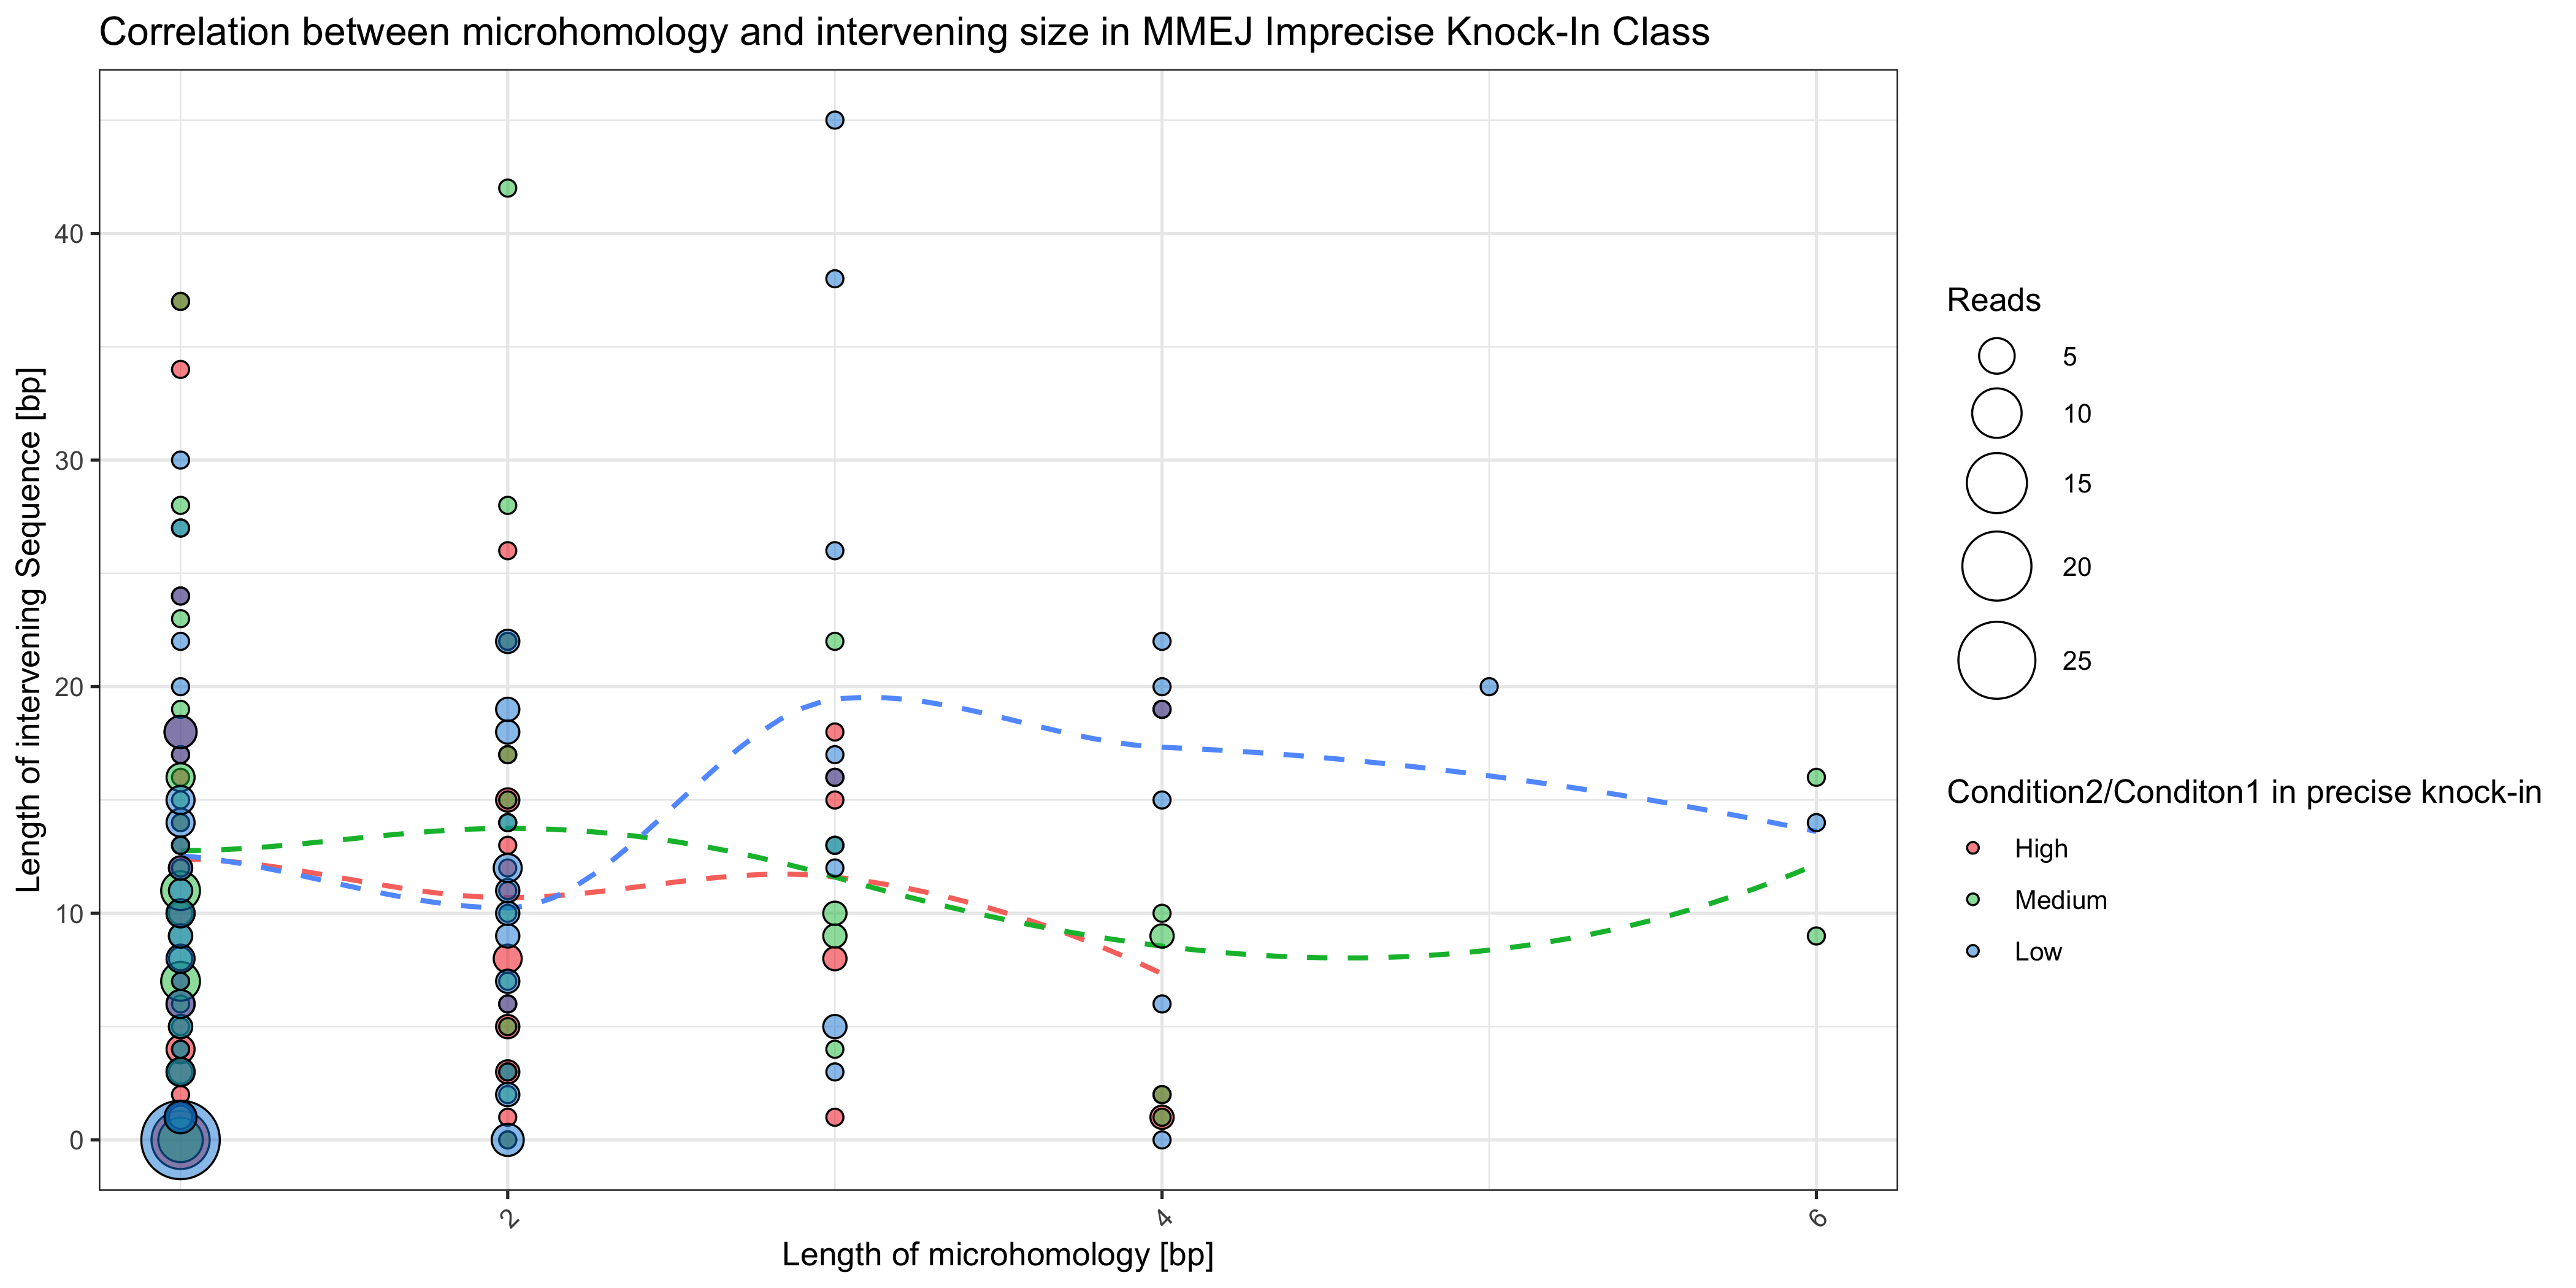 Correlation between microhomology and intervening size in MMEJ Imprecise Knock-In Class
Length of intervening Sequence [bp]
40
30
20
10
0
2
4
6
Length of microhomology [bp]
Reads
5
10
15
20
25
Condition2/Conditon1 in precise knock-in
High
Medium
Low